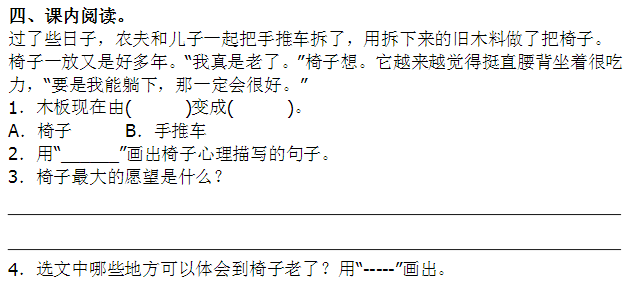 四、课内阅读。
过了些日子，农夫和儿子一起把手推车拆了，用拆下来的旧木料做了把椅子。
椅子一放又是好多年。“我真是老了。”椅子想。它越来越觉得挺直腰背坐着很吃
力，“要是我能躺下，那一定会很好。”
1．木板现在由(          )变成(          )。
A．椅子          B．手推车
2．用“______”画出椅子心理描写的句子。
3．椅子最大的愿望是什么？
4．选文中哪些地方可以体会到椅子老了？用“-----”画出。